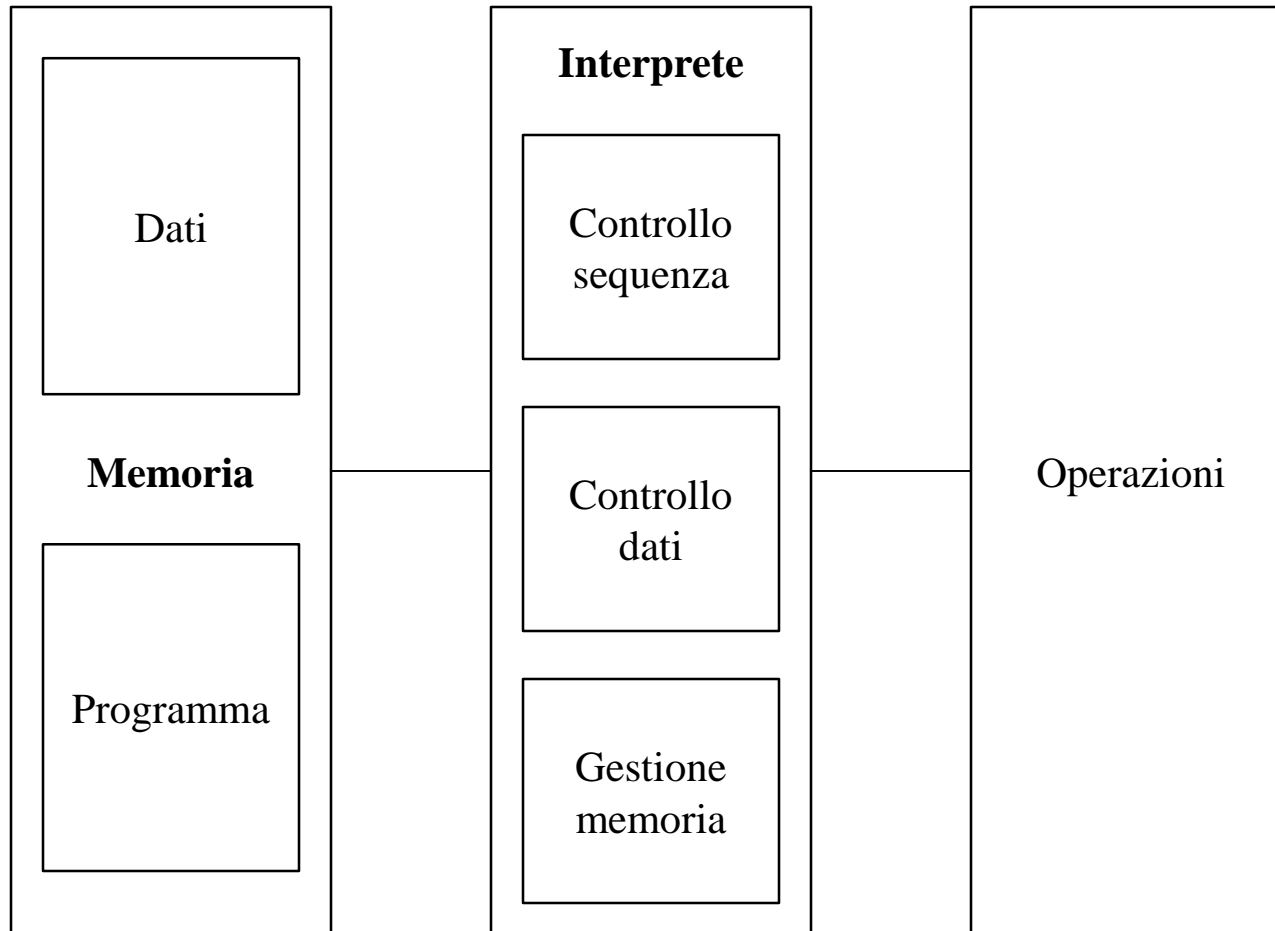 Dati
Memoria
Programma
Interprete
Controllo
sequenza
Controllo
dati
Gestione
memoria
Operazioni